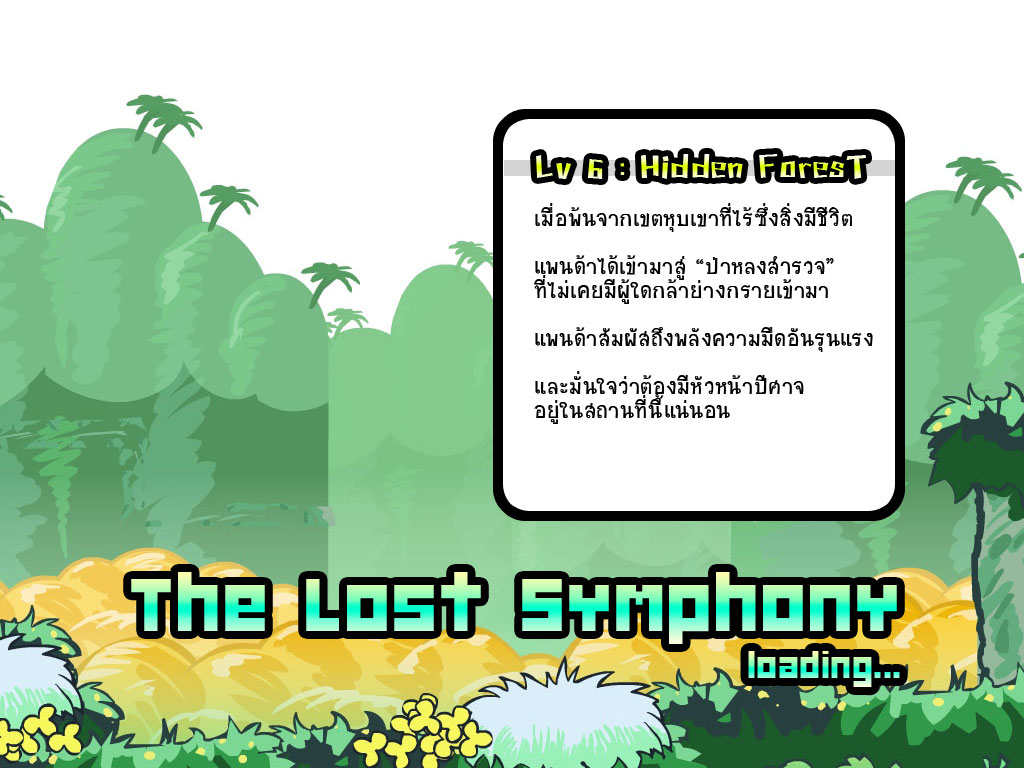 Lv 6 : Hidden ForesT
เมื่อพ้นจากเขตหุบเขาที่ไร้ซึ่งสิ่งมีชีวิต
แพนด้าได้เข้ามาสู่ “ป่าหลงสำรวจ”
ที่ไม่เคยมีผู้ใดกล้าย่างกรายเข้ามา
แพนด้าสัมผัสถึงพลังความมืดอันรุนแรง
และมั่นใจว่าต้องมีหัวหน้าปีศาจ
อยู่ในสถานที่นี้แน่นอน
The Lost Symphony
loading...